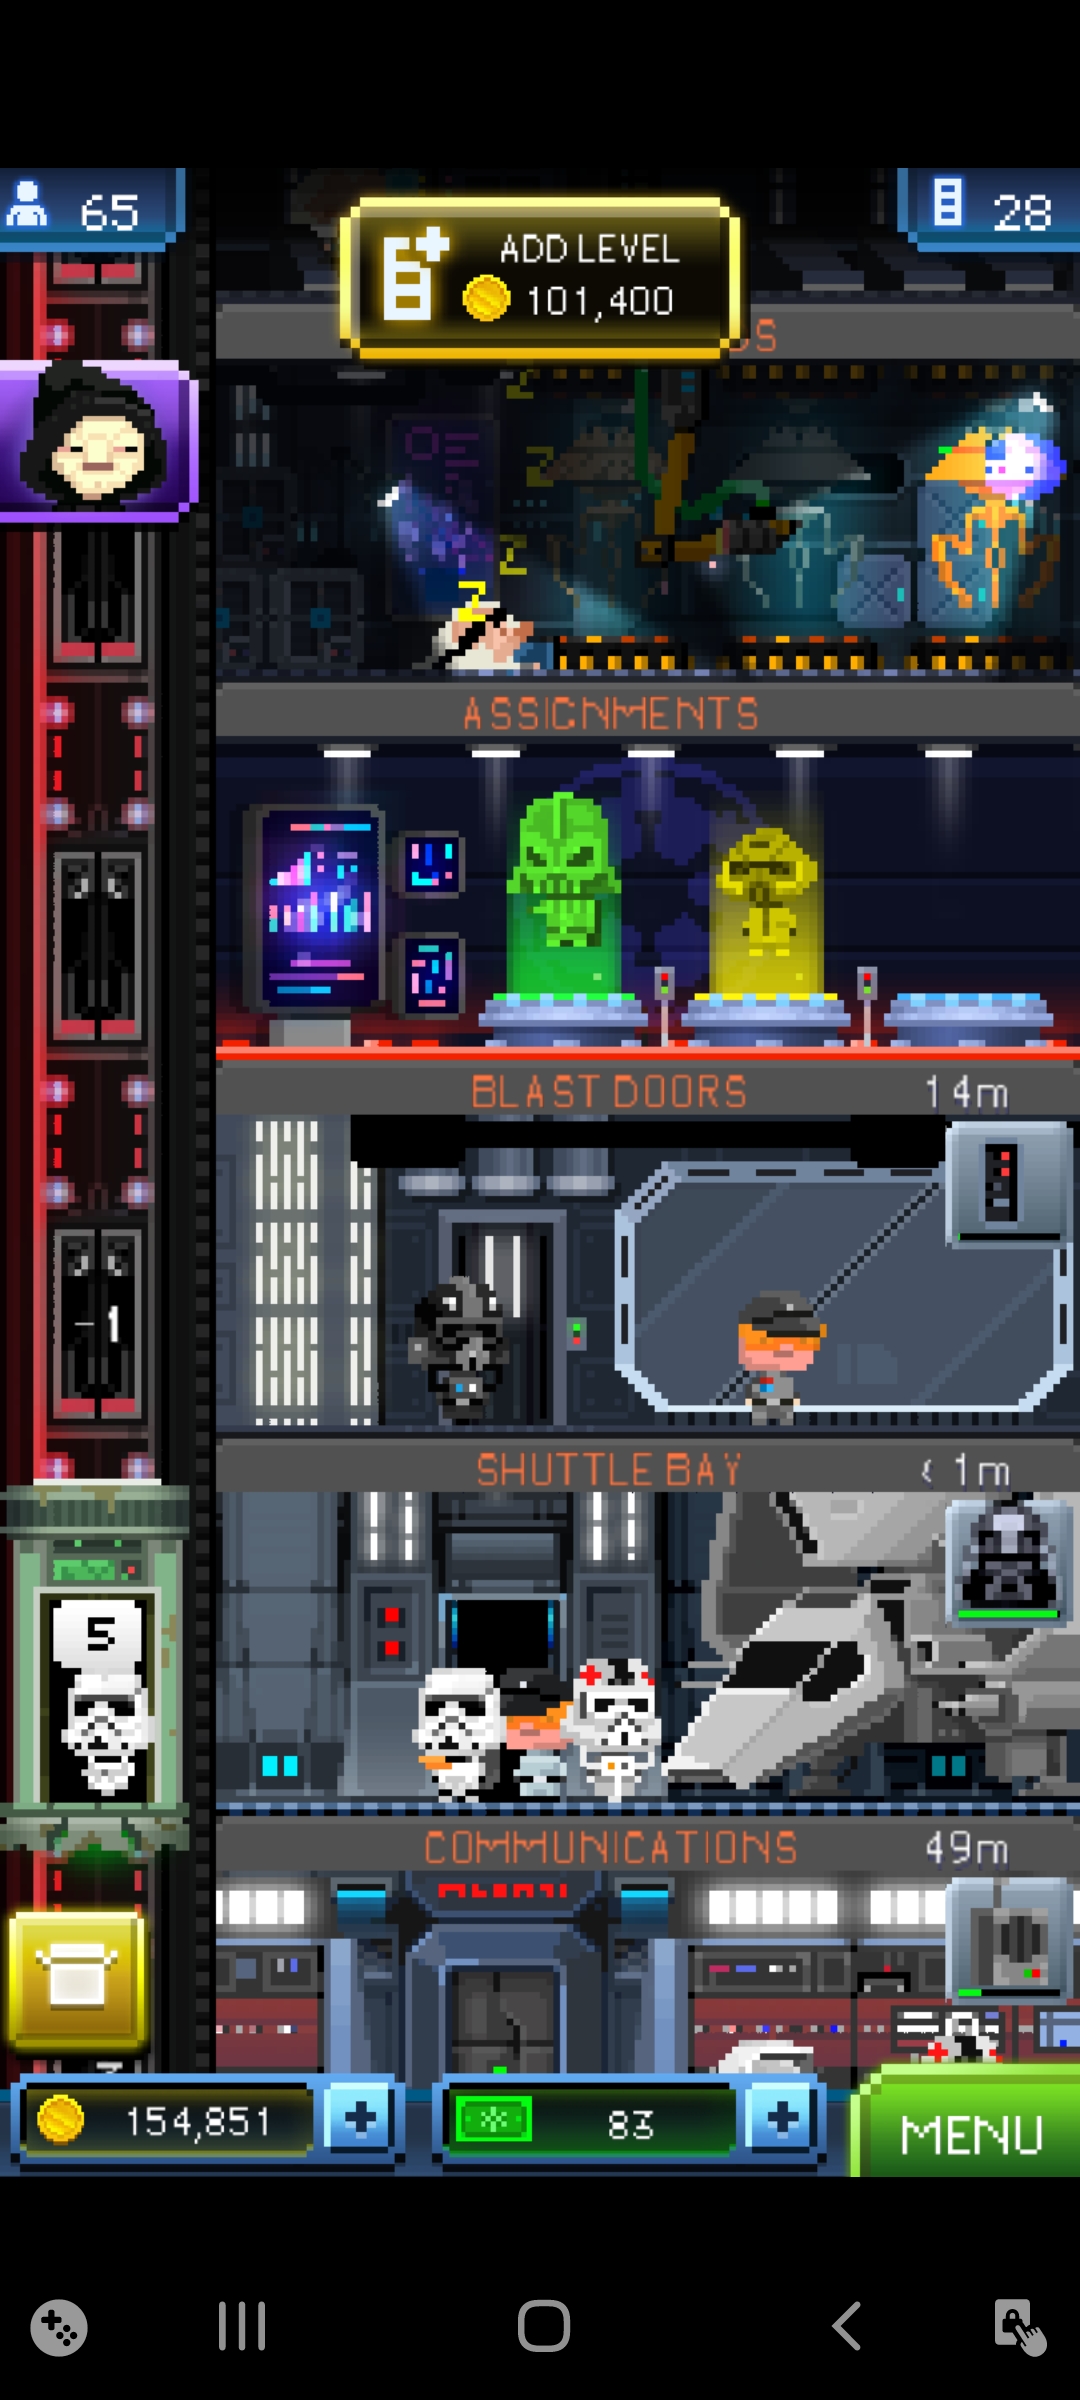 65
ADD LEVEL
101,400
28
ASSIGNMENTS
BLAST DOORS 14m
-1
SHUTTLE BAY < 1m
5
COMMUNICATIONS 49m
154,851 +
83 +
MENU